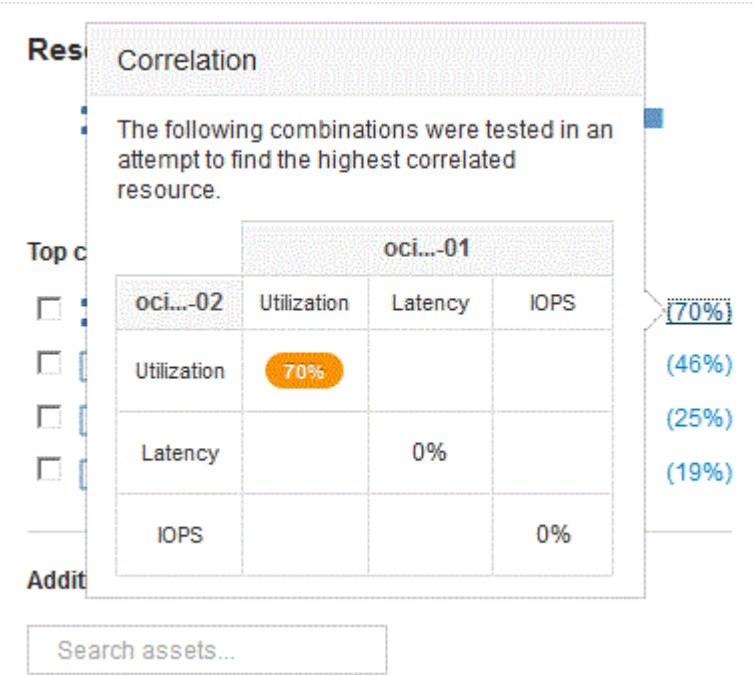 Res
Correlation
The following combinations were tested in an
attempt to find the highest correlated
resource.
Top c
oci...-01
oci...-02 Utilization Latency IOPS
(70%)
Utilization 70%
(46%)
(25%)
Latency 0%
(19%)
IOPS 0%
Addit
Search assets...